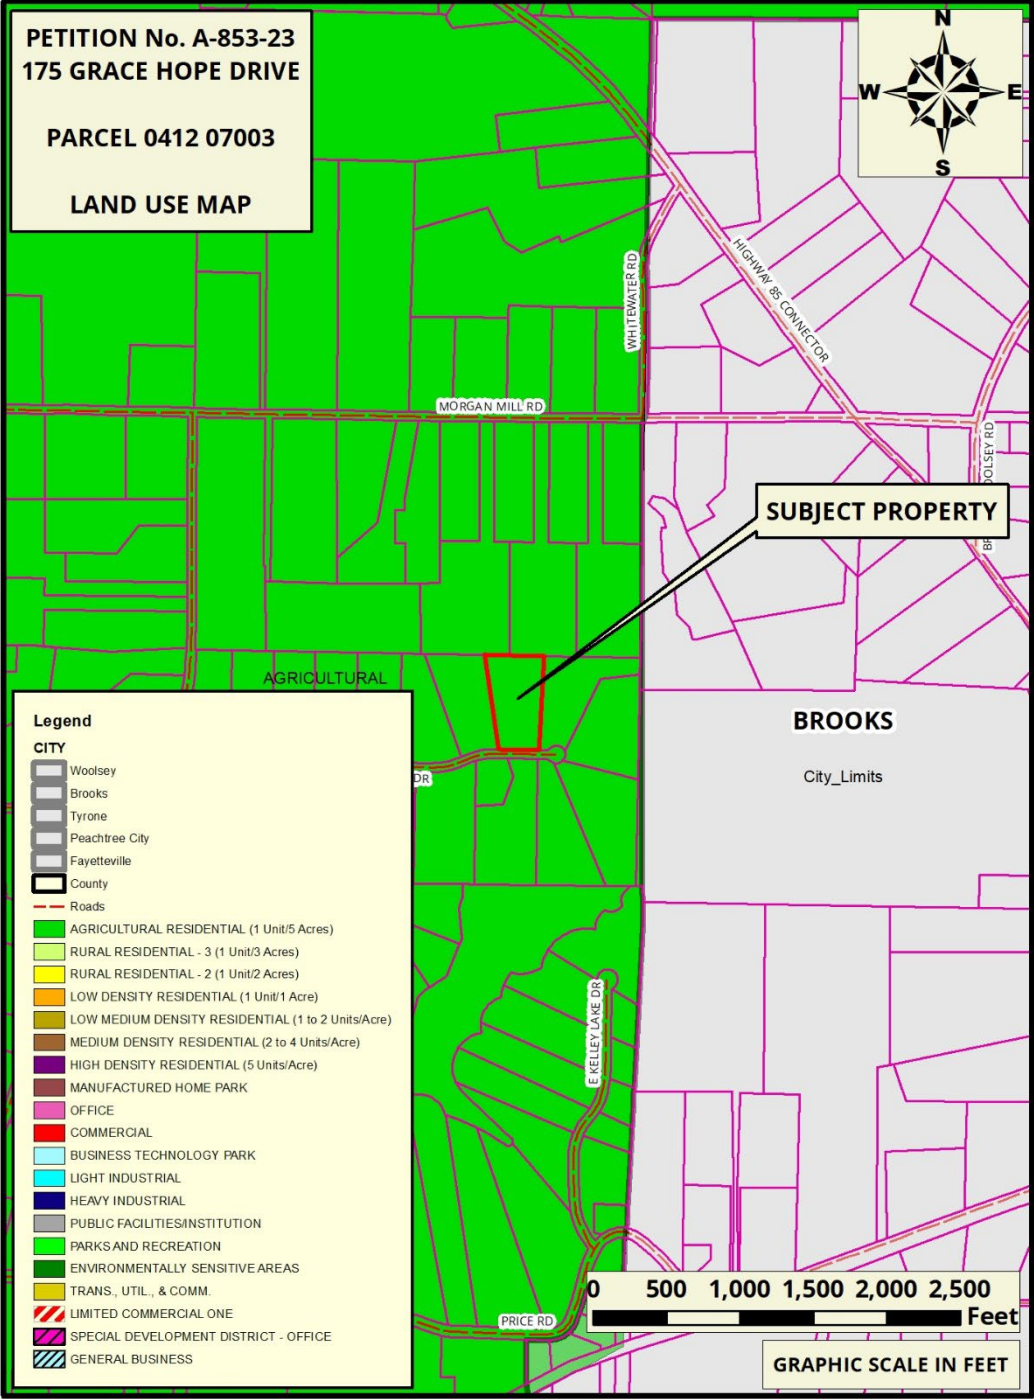 PETITION No. A-853-23
175 GRACE HOPE DRIVE
PARCEL 0412 07003
LAND USE MAP
N
W
E
S
WHITEWATER RD
HIGHWAY 85 CONNECTOR
MORGAN MILL RD
OOLSEY RD
BR
SUBJECT PROPERTY
AGRICULTURAL
BROOKS
City_Limits
DR
E KELLEY LAKE DR
PRICE RD
Legend
CITY
Woolsey
Brooks
Tyrone
Peachtree City
Fayetteville
County
Roads
AGRICULTURAL RESIDENTIAL (1 Unit/5 Acres)
RURAL RESIDENTIAL - 3 (1 Unit/3 Acres)
RURAL RESIDENTIAL - 2 (1 Unit/2 Acres)
LOW DENSITY RESIDENTIAL (1 Unit/1 Acre)
LOW MEDIUM DENSITY RESIDENTIAL (1 to 2 Units/Acre)
MEDIUM DENSITY RESIDENTIAL (2 to 4 Units/Acre)
HIGH DENSITY RESIDENTIAL (5 Units/Acre)
MANUFACTURED HOME PARK
OFFICE
COMMERCIAL
BUSINESS TECHNOLOGY PARK
LIGHT INDUSTRIAL
HEAVY INDUSTRIAL
PUBLIC FACILITIES/INSTITUTION
PARKS AND RECREATION
ENVIRONMENTALLY SENSITIVE AREAS
TRANS., UTIL., & COMM.
LIMITED COMMERCIAL ONE
SPECIAL DEVELOPMENT DISTRICT - OFFICE
GENERAL BUSINESS
0 500 1,000 1,500 2,000 2,500
Feet
GRAPHIC SCALE IN FEET